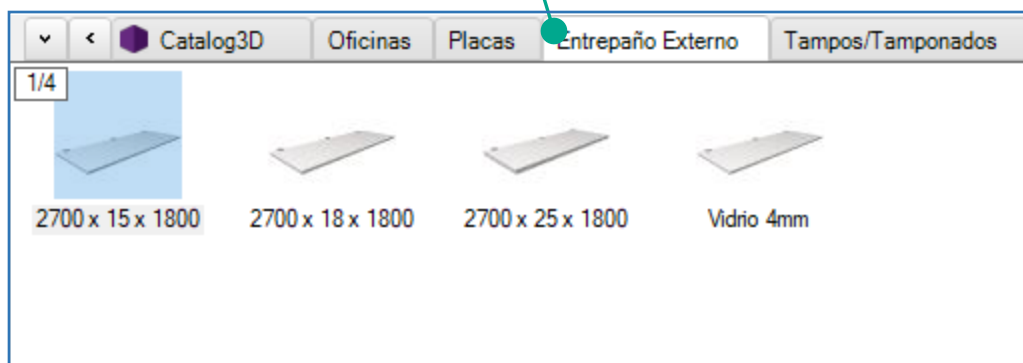 Catalog3D Oficinas Placas Entrepaño Externo Tampos/Tamponados
1/4
2700 x 15 x 1800 2700 x 18 x 1800 2700 x 25 x 1800 Vidrio 4mm